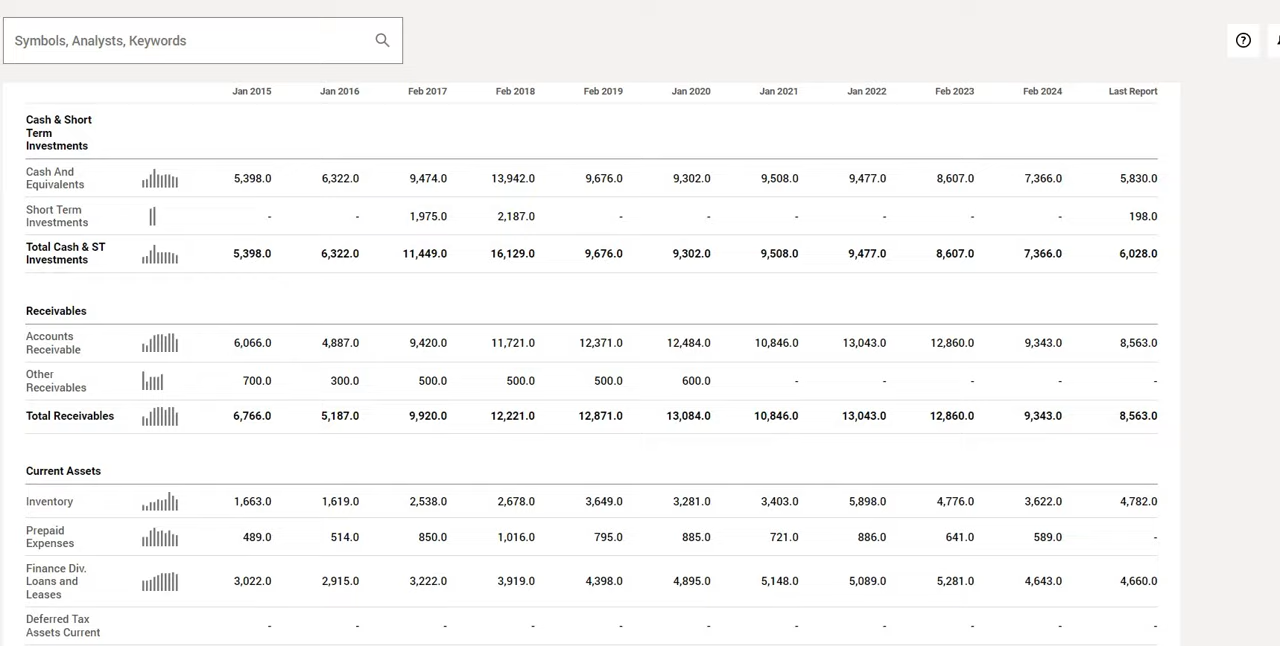 Symbols, Analysts, Keywords
Jan 2015 Jan 2016 Feb 2017 Feb 2018 Feb 2019 Jan 2020 Jan 2021 Jan 2022 Feb 2023 Feb 2024 Last Report
Cash & Short
Term
Investments
Cash And
Equivalents 5,398.0 6,322.0 9,474.0 13,942.0 9,676.0 9,302.0 9,508.0 9,477.0 8,607.0 7,366.0 5,830.0
Short Term
Investments - - 1,975.0 2,187.0 - - - - - - 198.0
Total Cash & ST
Investments 5,398.0 6,322.0 11,449.0 16,129.0 9,676.0 9,302.0 9,508.0 9,477.0 8,607.0 7,366.0 6,028.0
Receivables
Accounts
Receivable 6,066.0 4,887.0 9,420.0 11,721.0 12,371.0 12,484.0 10,846.0 13,043.0 12,860.0 9,343.0 8,563.0
Other
Receivables 700.0 300.0 500.0 500.0 500.0 600.0 - - - - -
Total Receivables 6,766.0 5,187.0 9,920.0 12,221.0 12,871.0 13,084.0 10,846.0 13,043.0 12,860.0 9,343.0 8,563.0
Current Assets
Inventory 1,663.0 1,619.0 2,538.0 2,678.0 3,649.0 3,281.0 3,403.0 5,898.0 4,776.0 3,622.0 4,782.0
Prepaid
Expenses 489.0 514.0 850.0 1,016.0 795.0 885.0 721.0 886.0 641.0 589.0 -
Finance Div.
Loans and
Leases 3,022.0 2,915.0 3,222.0 3,919.0 4,398.0 4,895.0 5,148.0 5,089.0 5,281.0 4,643.0 4,660.0
Deferred Tax
Assets Current - - - - - - - - - - -